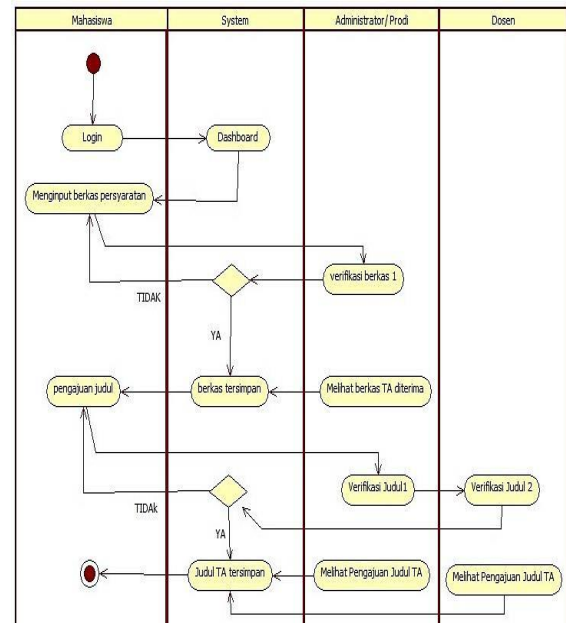 Mahasiswa
System
Administrator/ Prodi
Dosen
Login
Dashboard
Menginput berkas persyaratan
verifikasi berkas 1
TIDAK
YA
pengajuan judul
berkas tersimpan
Melihat berkas TA diterima
Verifikasi Judul1
Verifikasi Judul 2
TIDAk
YA
Judul TA tersimpan
Melihat Pengajuan Judul TA
Melihat Pengajuan Judul TA